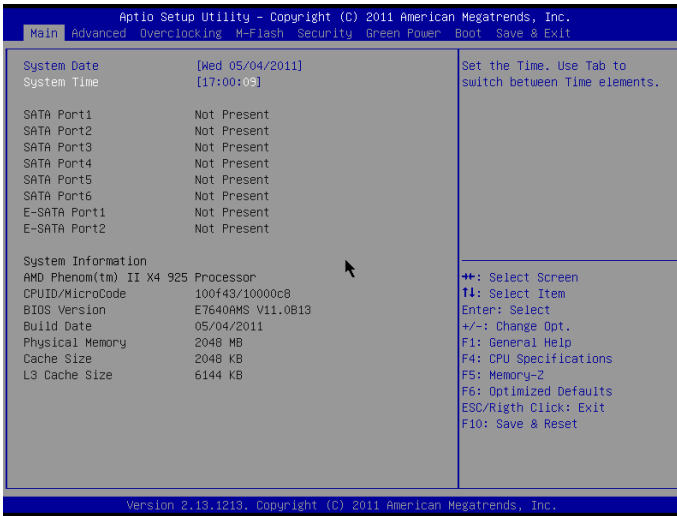 Aptio Setup Utility – Copyright (C) 2011 American Megatrends, Inc.
Main Advanced Overclocking M-Flash Security Green Power Boot Save & Exit
System Date [Wed 05/04/2011]
System Time [17:00:09]
SATA Port1 Not Present
SATA Port2 Not Present
SATA Port3 Not Present
SATA Port4 Not Present
SATA Port5 Not Present
SATA Port6 Not Present
E-SATA Port1 Not Present
E-SATA Port2 Not Present
System Information
AMD Phenom(tm) II X4 925 Processor
CPUID/MicroCode 100f43/10000c8
BIOS Version E7640AMS V11.0B13
Build Date 05/04/2011
Physical Memory 2048 MB
Cache Size 2048 KB
L3 Cache Size 6144 KB
Set the Time. Use Tab to
switch between Time elements.
→←: Select Screen
↑↓: Select Item
Enter: Select
+/-: Change Opt.
F1: General Help
F4: CPU Specifications
F5: Memory-Z
F6: Optimized Defaults
ESC/Rigth Click: Exit
F10: Save & Reset
Version 2.13.1213. Copyright (C) 2011 American Megatrends, Inc.